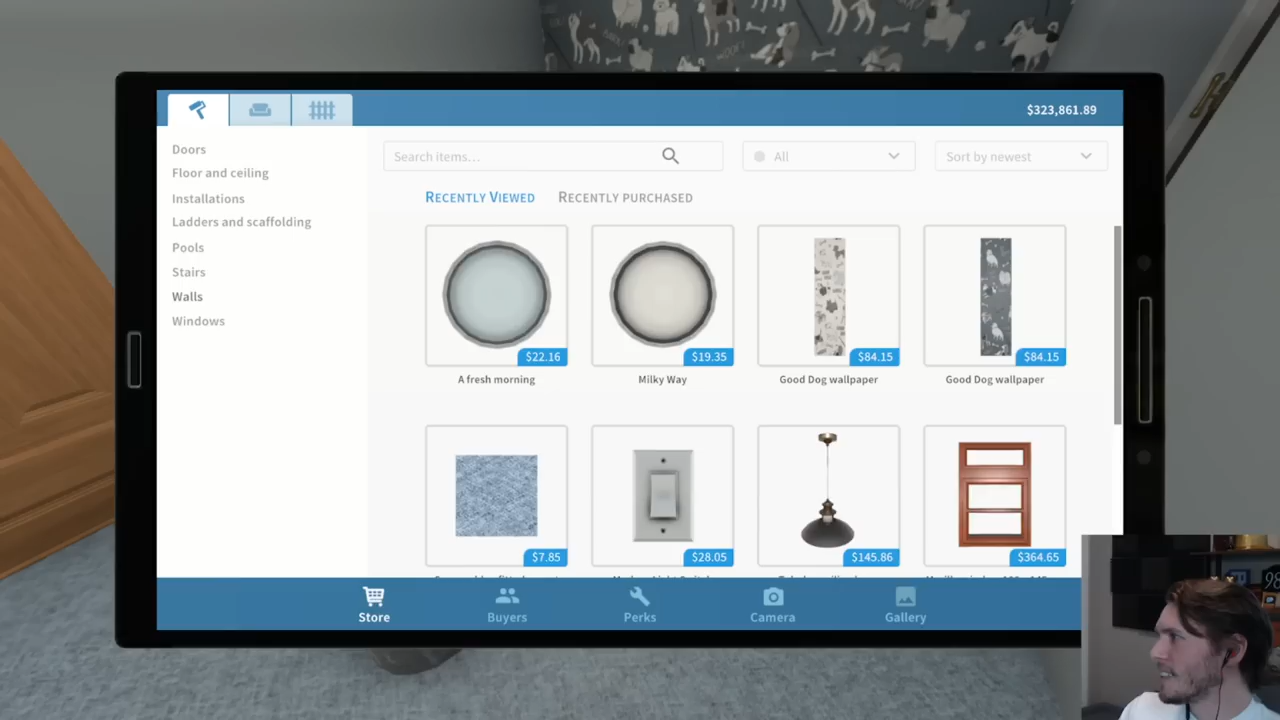 $323,861.89
Doors
Floor and ceiling
Installations
Ladders and scaffolding
Pools
Stairs
Walls
Windows
Search items...
All
Sort by newest
RECENTLY VIEWED
RECENTLY PURCHASED
$22.16
$19.35
$84.15
$84.15
A fresh morning
Milky Way
Good Dog wallpaper
Good Dog wallpaper
$7.85
$28.05
$145.86
$364.65
Store
Buyers
Perks
Camera
Gallery